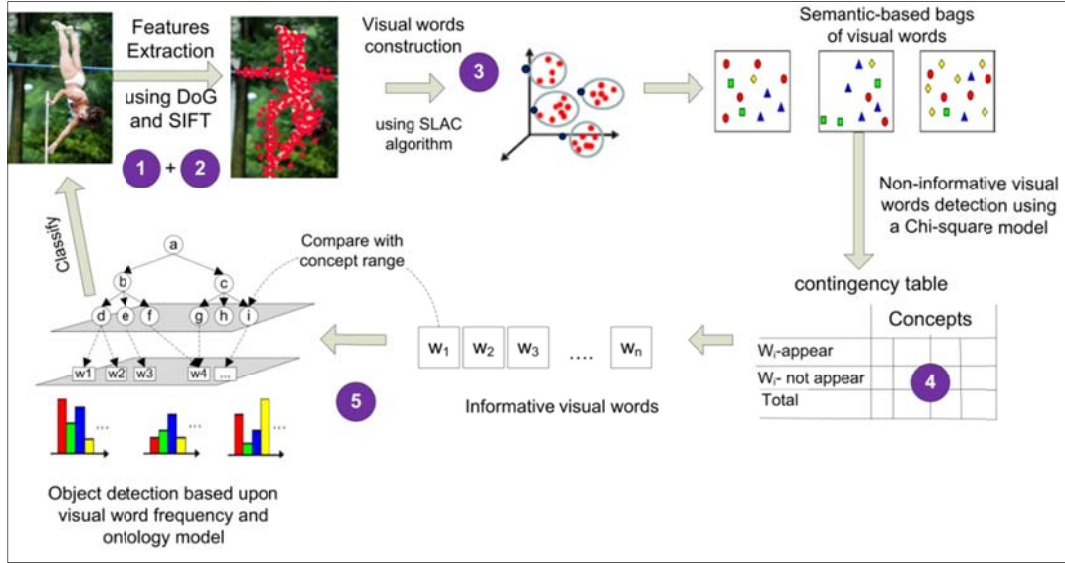 Features
Extraction
using DoG
and SIFT
1 + 2
Visual words
construction
3
using SLAC
algorithm
Semantic-based bags
of visual words
Non-informative visual
words detection using
a Chi-square model
contingency table
Concepts
Wi-appear
Wi- not appear
Total
4
w1 w2 w3 .... wn
Informative visual words
5
Compare with
concept range
Classify
a
b c
d e f g h i
w1 w2 w3 w4 ...
... ... ...
Object detection based upon
visual word frequency and
ontology model